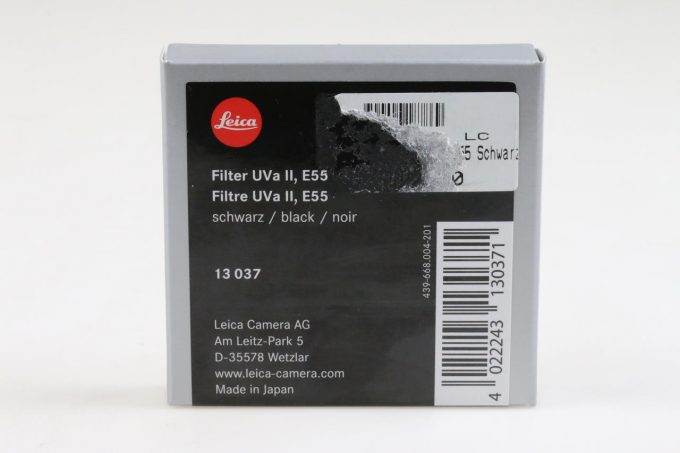 Leica
LC
55 Schwarz
0
Filter UVa II, E55
Filtre UVa II, E55
schwarz / black / noir
13 037
Leica Camera AG
Am Leitz-Park 5
D-35578 Wetzlar
www.leica-camera.com
Made in Japan
439-668.004-201
4 022243 130371